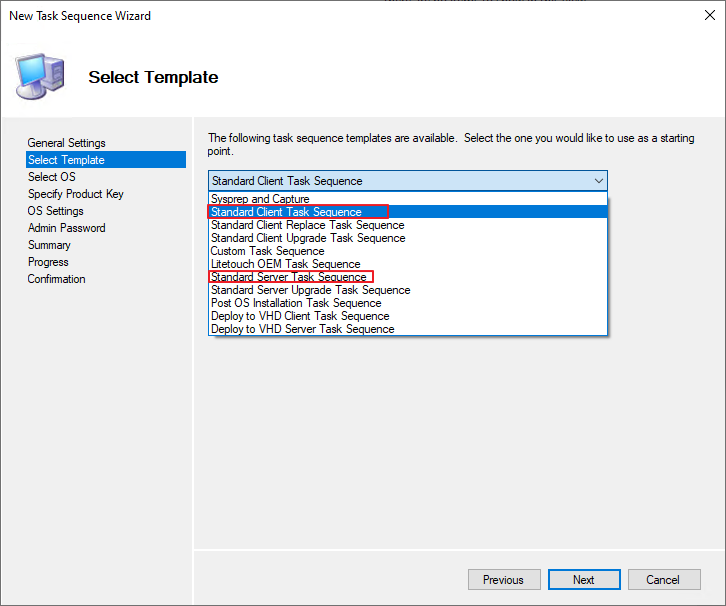 New Task Sequence Wizard
Select Template
General Settings
Select Template
Select OS
Specify Product Key
OS Settings
Admin Password
Summary
Progress
Confirmation
The following task sequence templates are available.  Select the one you would like to use as a starting
point.
Standard Client Task Sequence
Sysprep and Capture
Standard Client Task Sequence
Standard Client Replace Task Sequence
Standard Client Upgrade Task Sequence
Custom Task Sequence
Litetouch OEM Task Sequence
Standard Server Task Sequence
Standard Server Upgrade Task Sequence
Post OS Installation Task Sequence
Deploy to VHD Client Task Sequence
Deploy to VHD Server Task Sequence
Previous
Next
Cancel